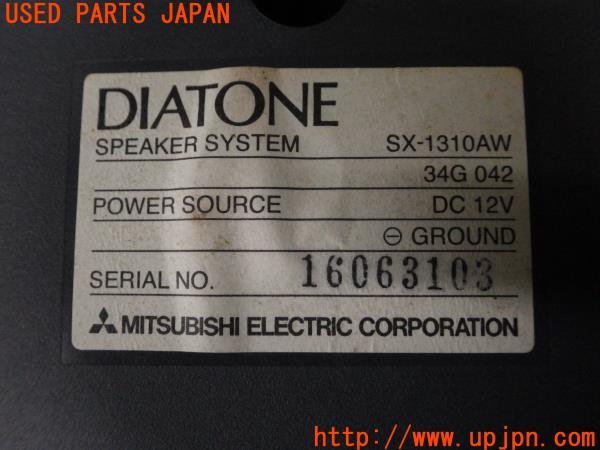 USED PARTS JAPAN
DIATONE
SPEAKER SYSTEM SX-1310AW
34G 042
POWER SOURCE DC 12V
⊖ GROUND
SERIAL NO. 16063103
MITSUBISHI ELECTRIC CORPORATION
http://www.upjpn.com/